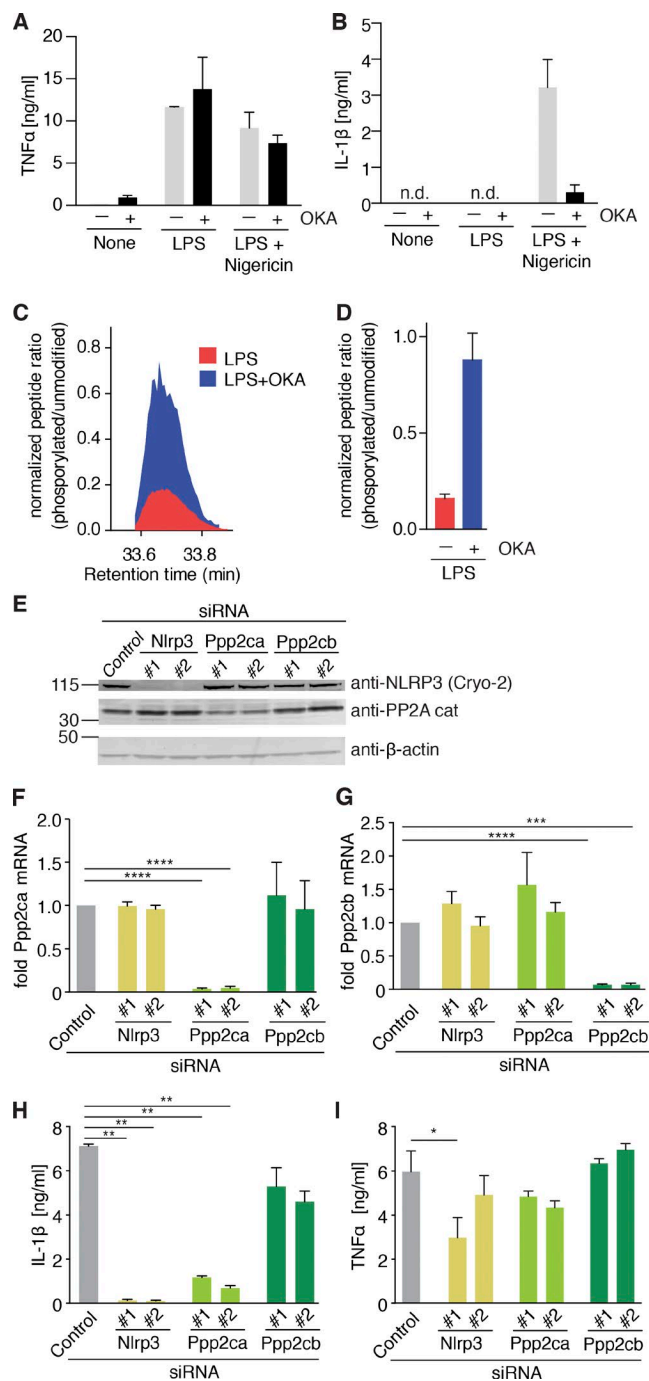 A
TNFα [ng/ml]
20
15
10
5
0
— + — + — + OKA
None LPS LPS +
Nigericin
B
IL-1β [ng/ml]
5
4
3
2
1
0
n.d. n.d.
— + — + — + OKA
None LPS LPS +
Nigericin
C
normalized peptide ratio
(phosporylated/unmodified)
0.8
0.6
0.4
0.2
0.0
LPS
LPS+OKA
33.6 33.8
Retention time (min)
D
normalized peptide ratio
(phosporylated/unmodified)
1.0
0.5
0.0
— + OKA
LPS
E
siRNA
Control Nlrp3 Ppp2ca Ppp2cb
#1 #2 #1 #2 #1 #2
115 anti-NLRP3 (Cryo-2)
anti-PP2A cat
30
50
anti-β-actin
F
fold Ppp2ca mRNA
2.0
1.5
1.0
0.5
0
****
****
#1 #2 #1 #2 #1 #2
Control Nlrp3 Ppp2ca Ppp2cb
siRNA
G
fold Ppp2cb mRNA
2.5
2.0
1.5
1.0
0.5
0
***
****
#1 #2 #1 #2 #1 #2
Control Nlrp3 Ppp2ca Ppp2cb
siRNA
H
IL-1β [ng/ml]
8
6
4
2
0
**
**
**
**
#1 #2 #1 #2 #1 #2
Control Nlrp3 Ppp2ca Ppp2cb
siRNA
I
TNFα [ng/ml]
8
6
4
2
0
*
#1 #2 #1 #2 #1 #2
Control Nlrp3 Ppp2ca Ppp2cb
siRNA